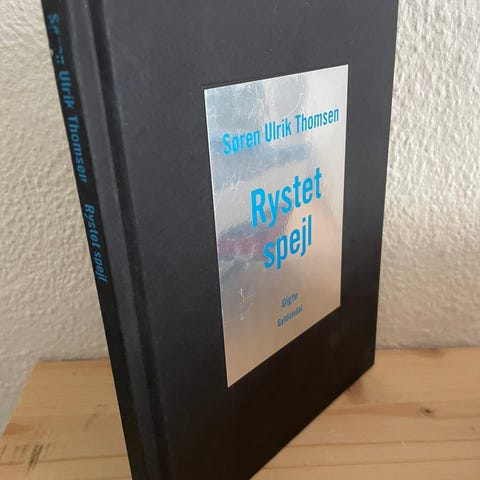 Søren Ulrik Thomsen
Rystet
spejl
Digte
Gyldendal
Søren Ulrik Thomsen Rystet spejl